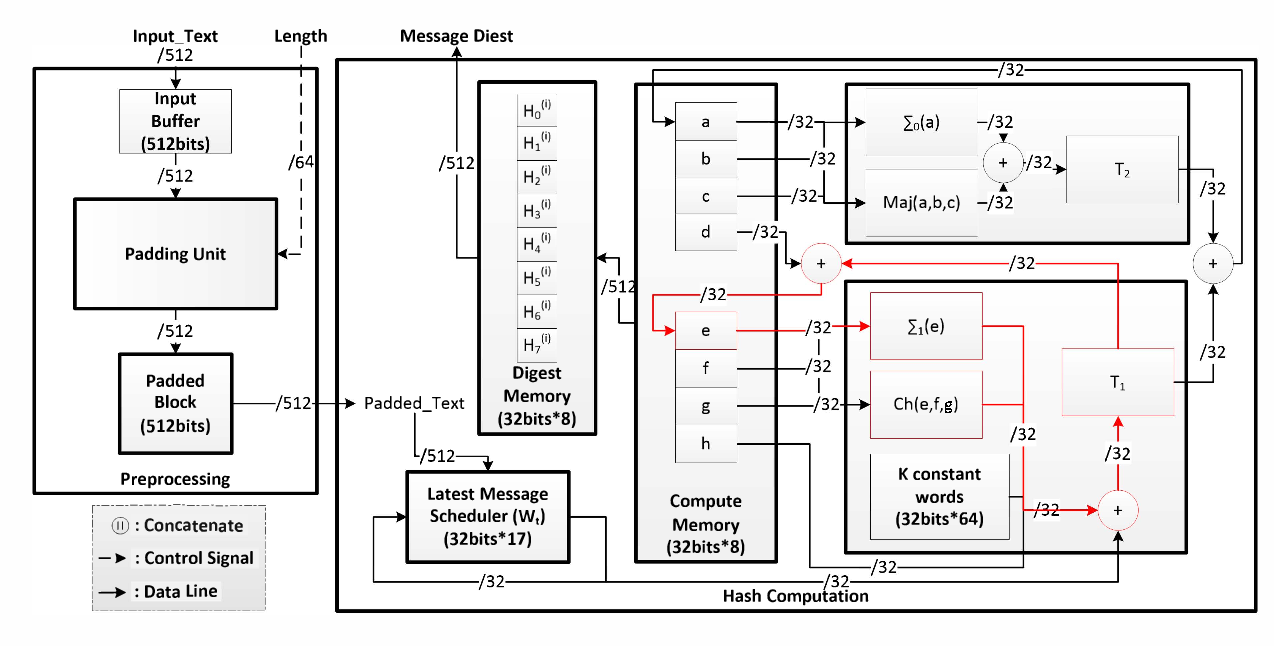 Input_Text
/512
Length
Input
Buffer
(512bits)
/512
/64
Padding Unit
/512
Padded
Block
(512bits)
/512
Preprocessing
Ⓘ : Concatenate
: Control Signal
: Data Line
Message Diest
/512
H0(i)
H1(i)
H2(i)
H3(i)
H4(i)
H5(i)
H6(i)
H7(i)
Digest
Memory
(32bits*8)
/512
Padded_Text
/512
Latest Message
Scheduler (Wt)
(32bits*17)
/32
/32
a
b
c
d
e
f
g
h
Compute
Memory
(32bits*8)
/32
/32
/32
/32
/32
/32
/32
/32
/32
∑0(a)
Maj(a,b,c)
/32
/32
+
/32
T2
/32
+
/32
+
/32
∑1(e)
Ch(e,f,g)
/32
K constant
words
(32bits*64)
/32
+
/32
T1
/32
/32
Hash Computation